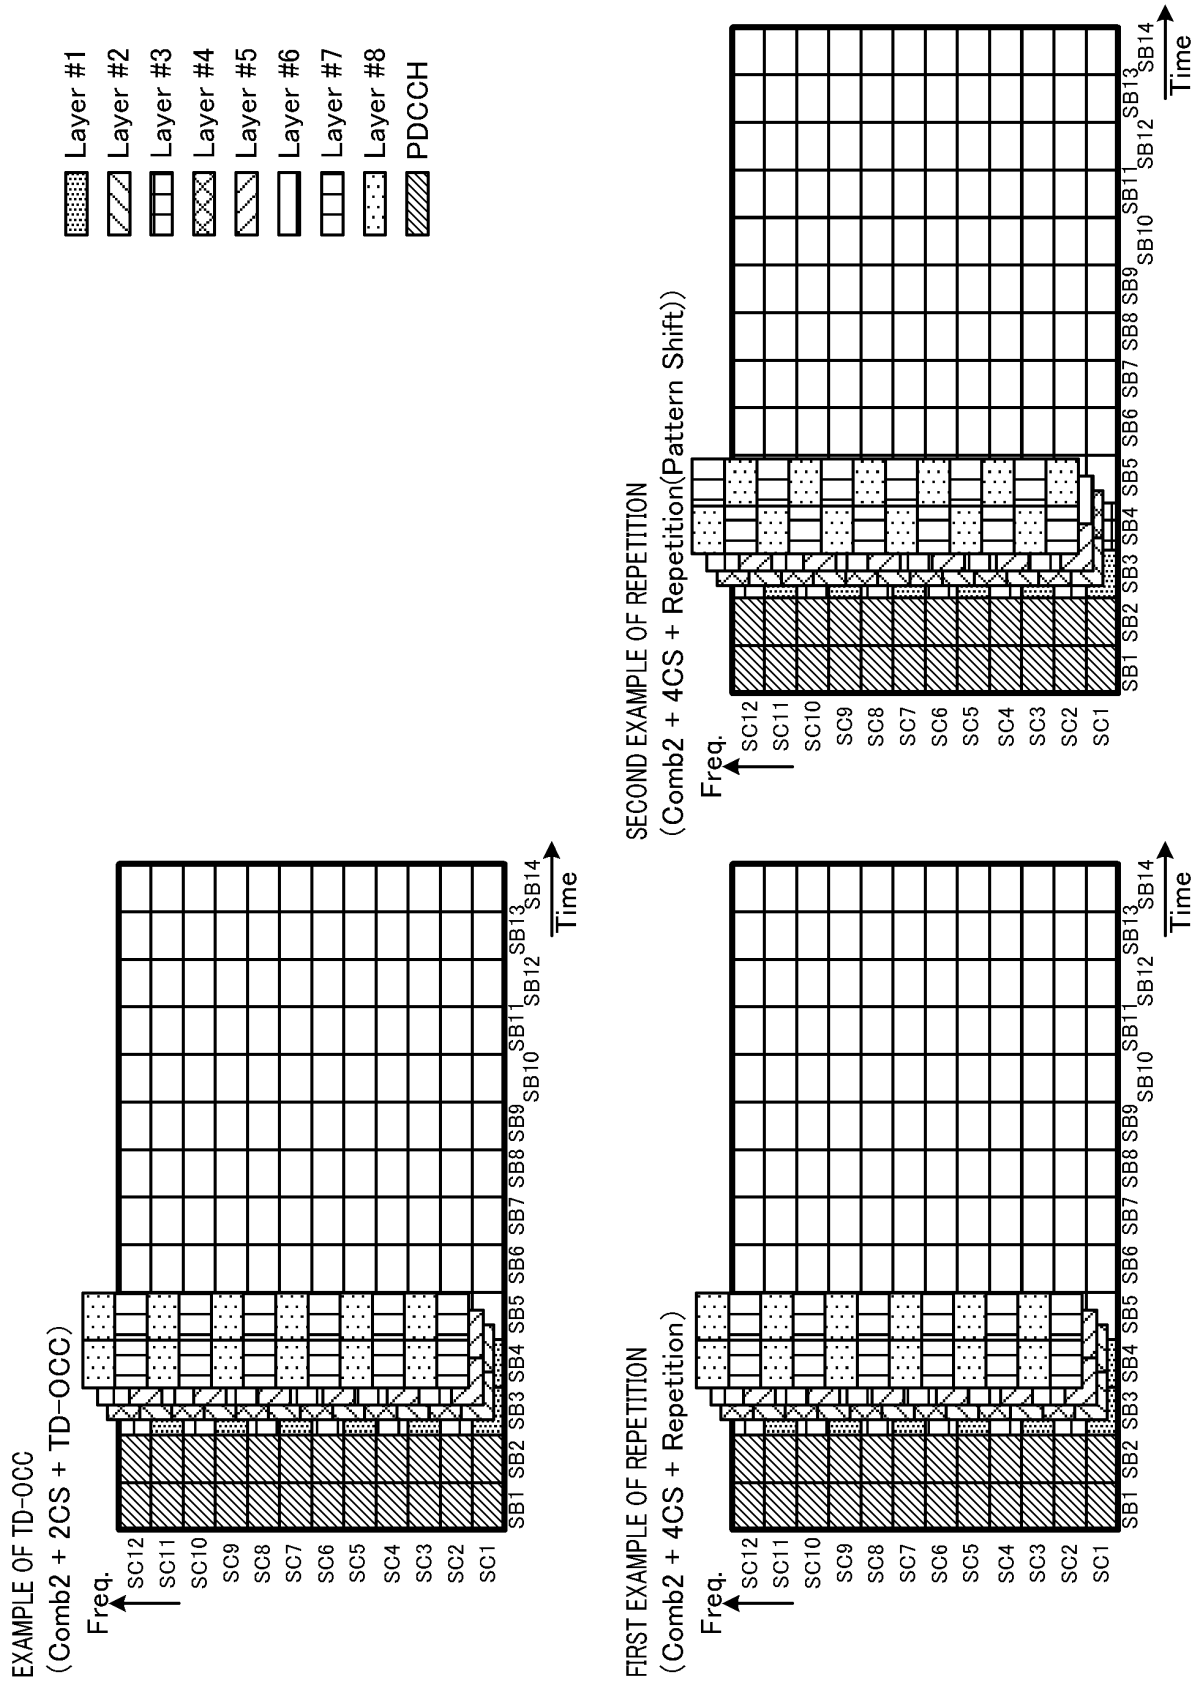 EXAMPLE OF TD-OCC
(Comb2 + 2CS + TD-OCC)
Freq.
SC12
SC11
SC10
SC9
SC8
SC7
SC6
SC5
SC4
SC3
SC2
SC1
SB1 SB2 SB3 SB4 SB5 SB6 SB7 SB8 SB9 SB10 SB11 SB12 SB13 SB14
Time
Layer #1
Layer #2
Layer #3
Layer #4
Layer #5
Layer #6
Layer #7
Layer #8
PDCCH
FIRST EXAMPLE OF REPETITION
(Comb2 + 4CS + Repetition)
Freq.
SC12
SC11
SC10
SC9
SC8
SC7
SC6
SC5
SC4
SC3
SC2
SC1
SB1 SB2 SB3 SB4 SB5 SB6 SB7 SB8 SB9 SB10 SB11 SB12 SB13 SB14
Time
SECOND EXAMPLE OF REPETITION
(Comb2 + 4CS + Repetition(Pattern Shift))
Freq.
SC12
SC11
SC10
SC9
SC8
SC7
SC6
SC5
SC4
SC3
SC2
SC1
SB1 SB2 SB3 SB4 SB5 SB6 SB7 SB8 SB9 SB10 SB11 SB12 SB13 SB14
Time